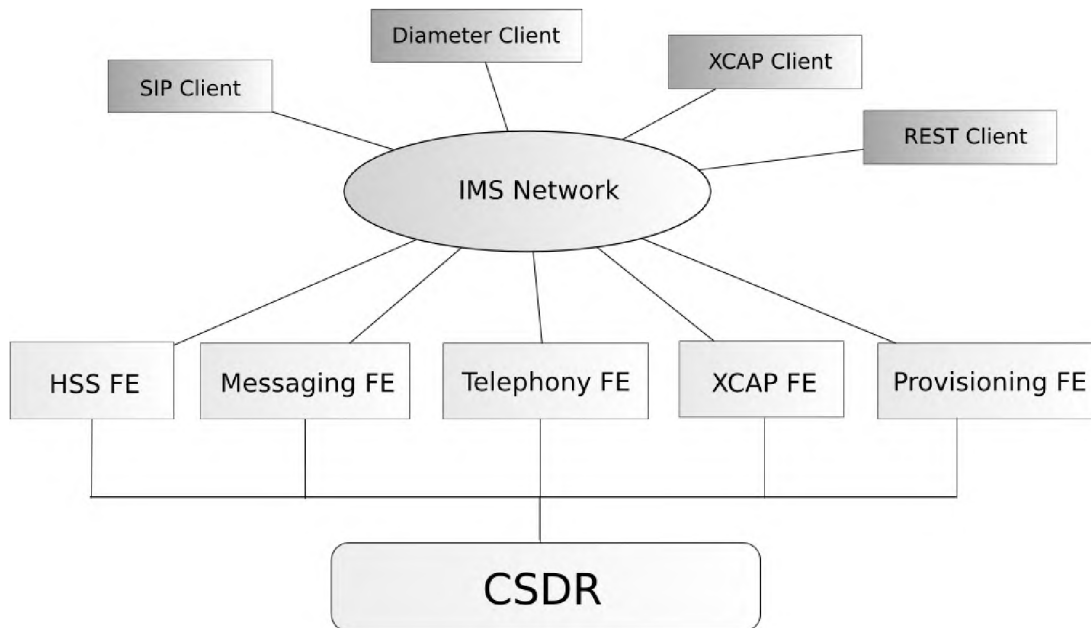 Diameter Client
XCAP Client
SIP Client
REST Client
IMS Network
HSS FE
Messaging FE
Telephony FE
XCAP FE
Provisioning FE
CSDR